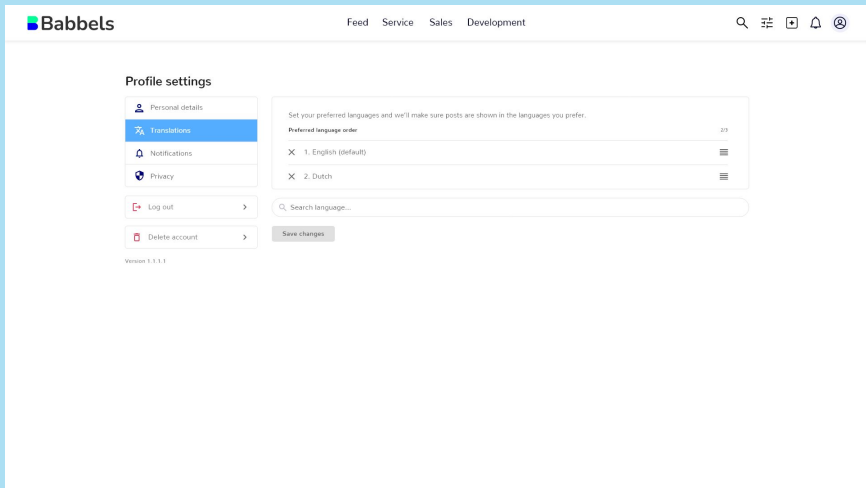 Babbels
Feed Service Sales Development
Profile settings
Personal details
Translations
Notifications
Privacy
Log out
Delete account
Version 1.1.1.1
Set your preferred languages and we'll make sure posts are shown in the languages you prefer.
Preferred language order 2/3
1. English (default)
2. Dutch
Search language...
Save changes